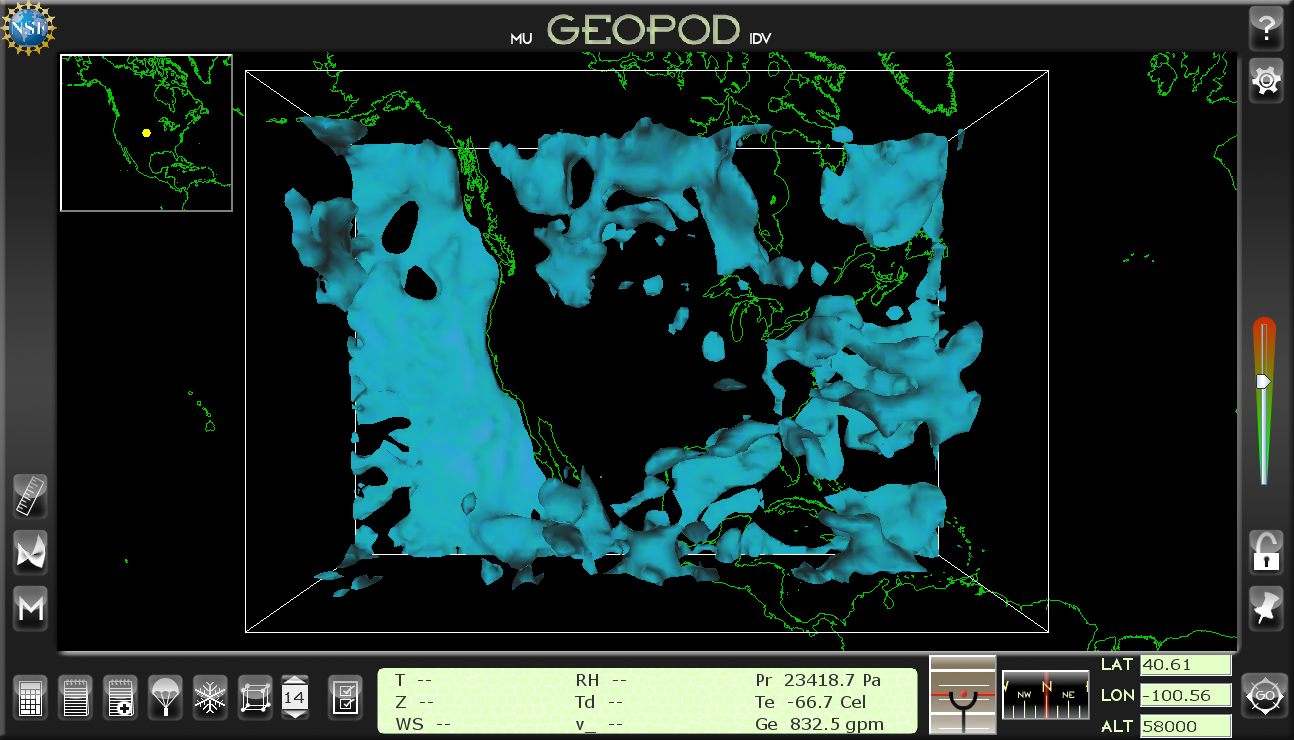 NSF
MU GEOPOD IDV
?
M
14
T -- RH -- Pr 23418.7 Pa
Z -- Td -- Te -66.7 Cel
WS -- v_ -- Ge 832.5 gpm
NW N NE
LAT 40.61
LON -100.56
ALT 58000
GO